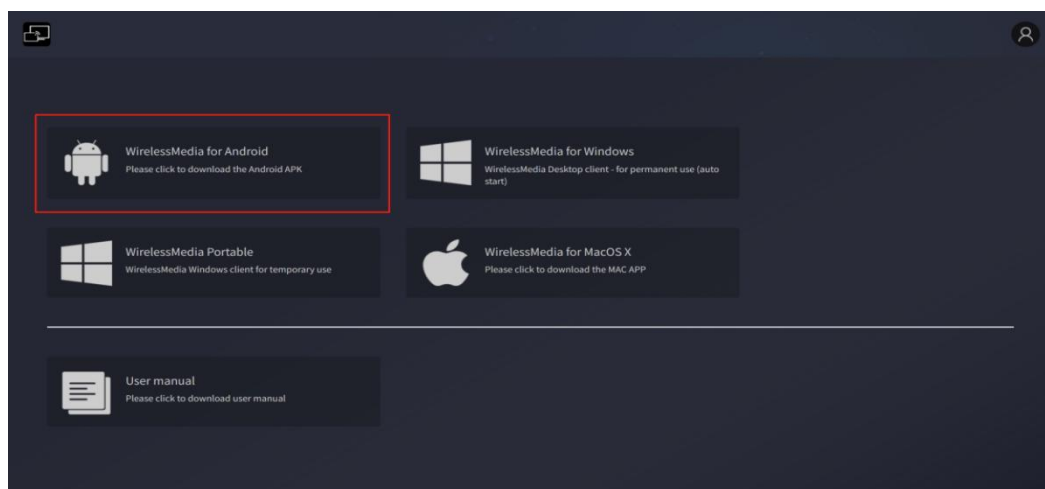 WirelessMedia for Android
Please click to download the Android APK
WirelessMedia for Windows
WirelessMedia Desktop client - for permanent use (auto
start)
WirelessMedia Portable
WirelessMedia Windows client for temporary use
WirelessMedia for MacOS X
Please click to download the MAC APP
User manual
Please click to download user manual